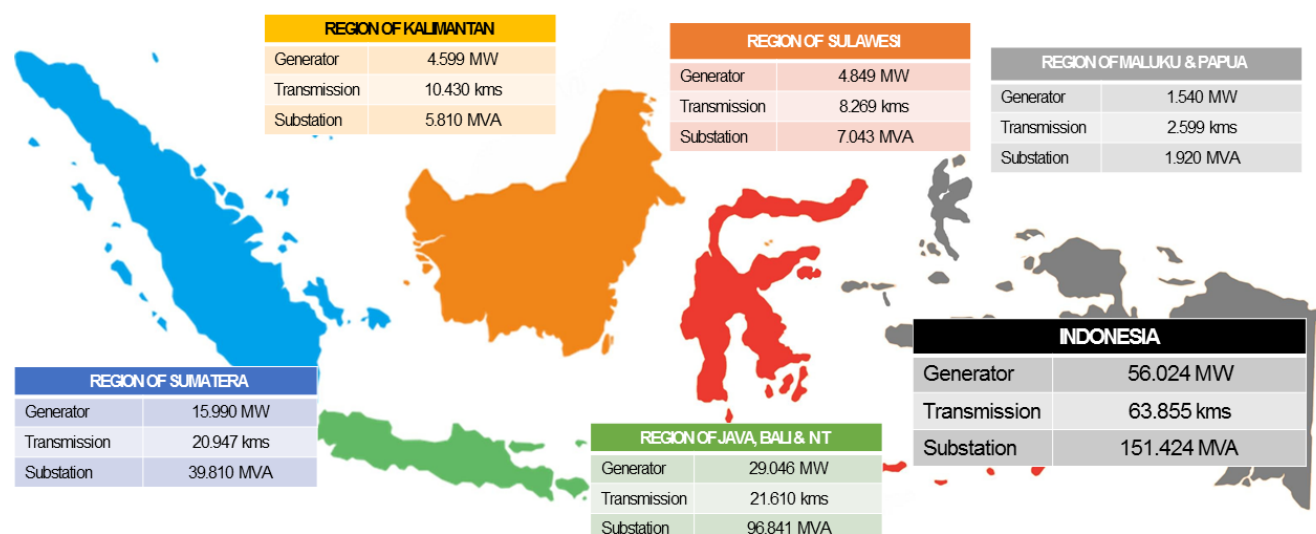 REGION OF KALIMANTAN
Generator 4.599 MW
Transmission 10.430 kms
Substation 5.810 MVA
REGION OF SULAWESI
Generator 4.849 MW
Transmission 8.269 kms
Substation 7.043 MVA
REGION OF MALUKU & PAPUA
Generator 1.540 MW
Transmission 2.599 kms
Substation 1.920 MVA
INDONESIA
Generator 56.024 MW
Transmission 63.855 kms
Substation 151.424 MVA
REGION OF SUMATERA
Generator 15.990 MW
Transmission 20.947 kms
Substation 39.810 MVA
REGION OF JAVA, BALI & NT
Generator 29.046 MW
Transmission 21.610 kms
Substation 96.841 MVA